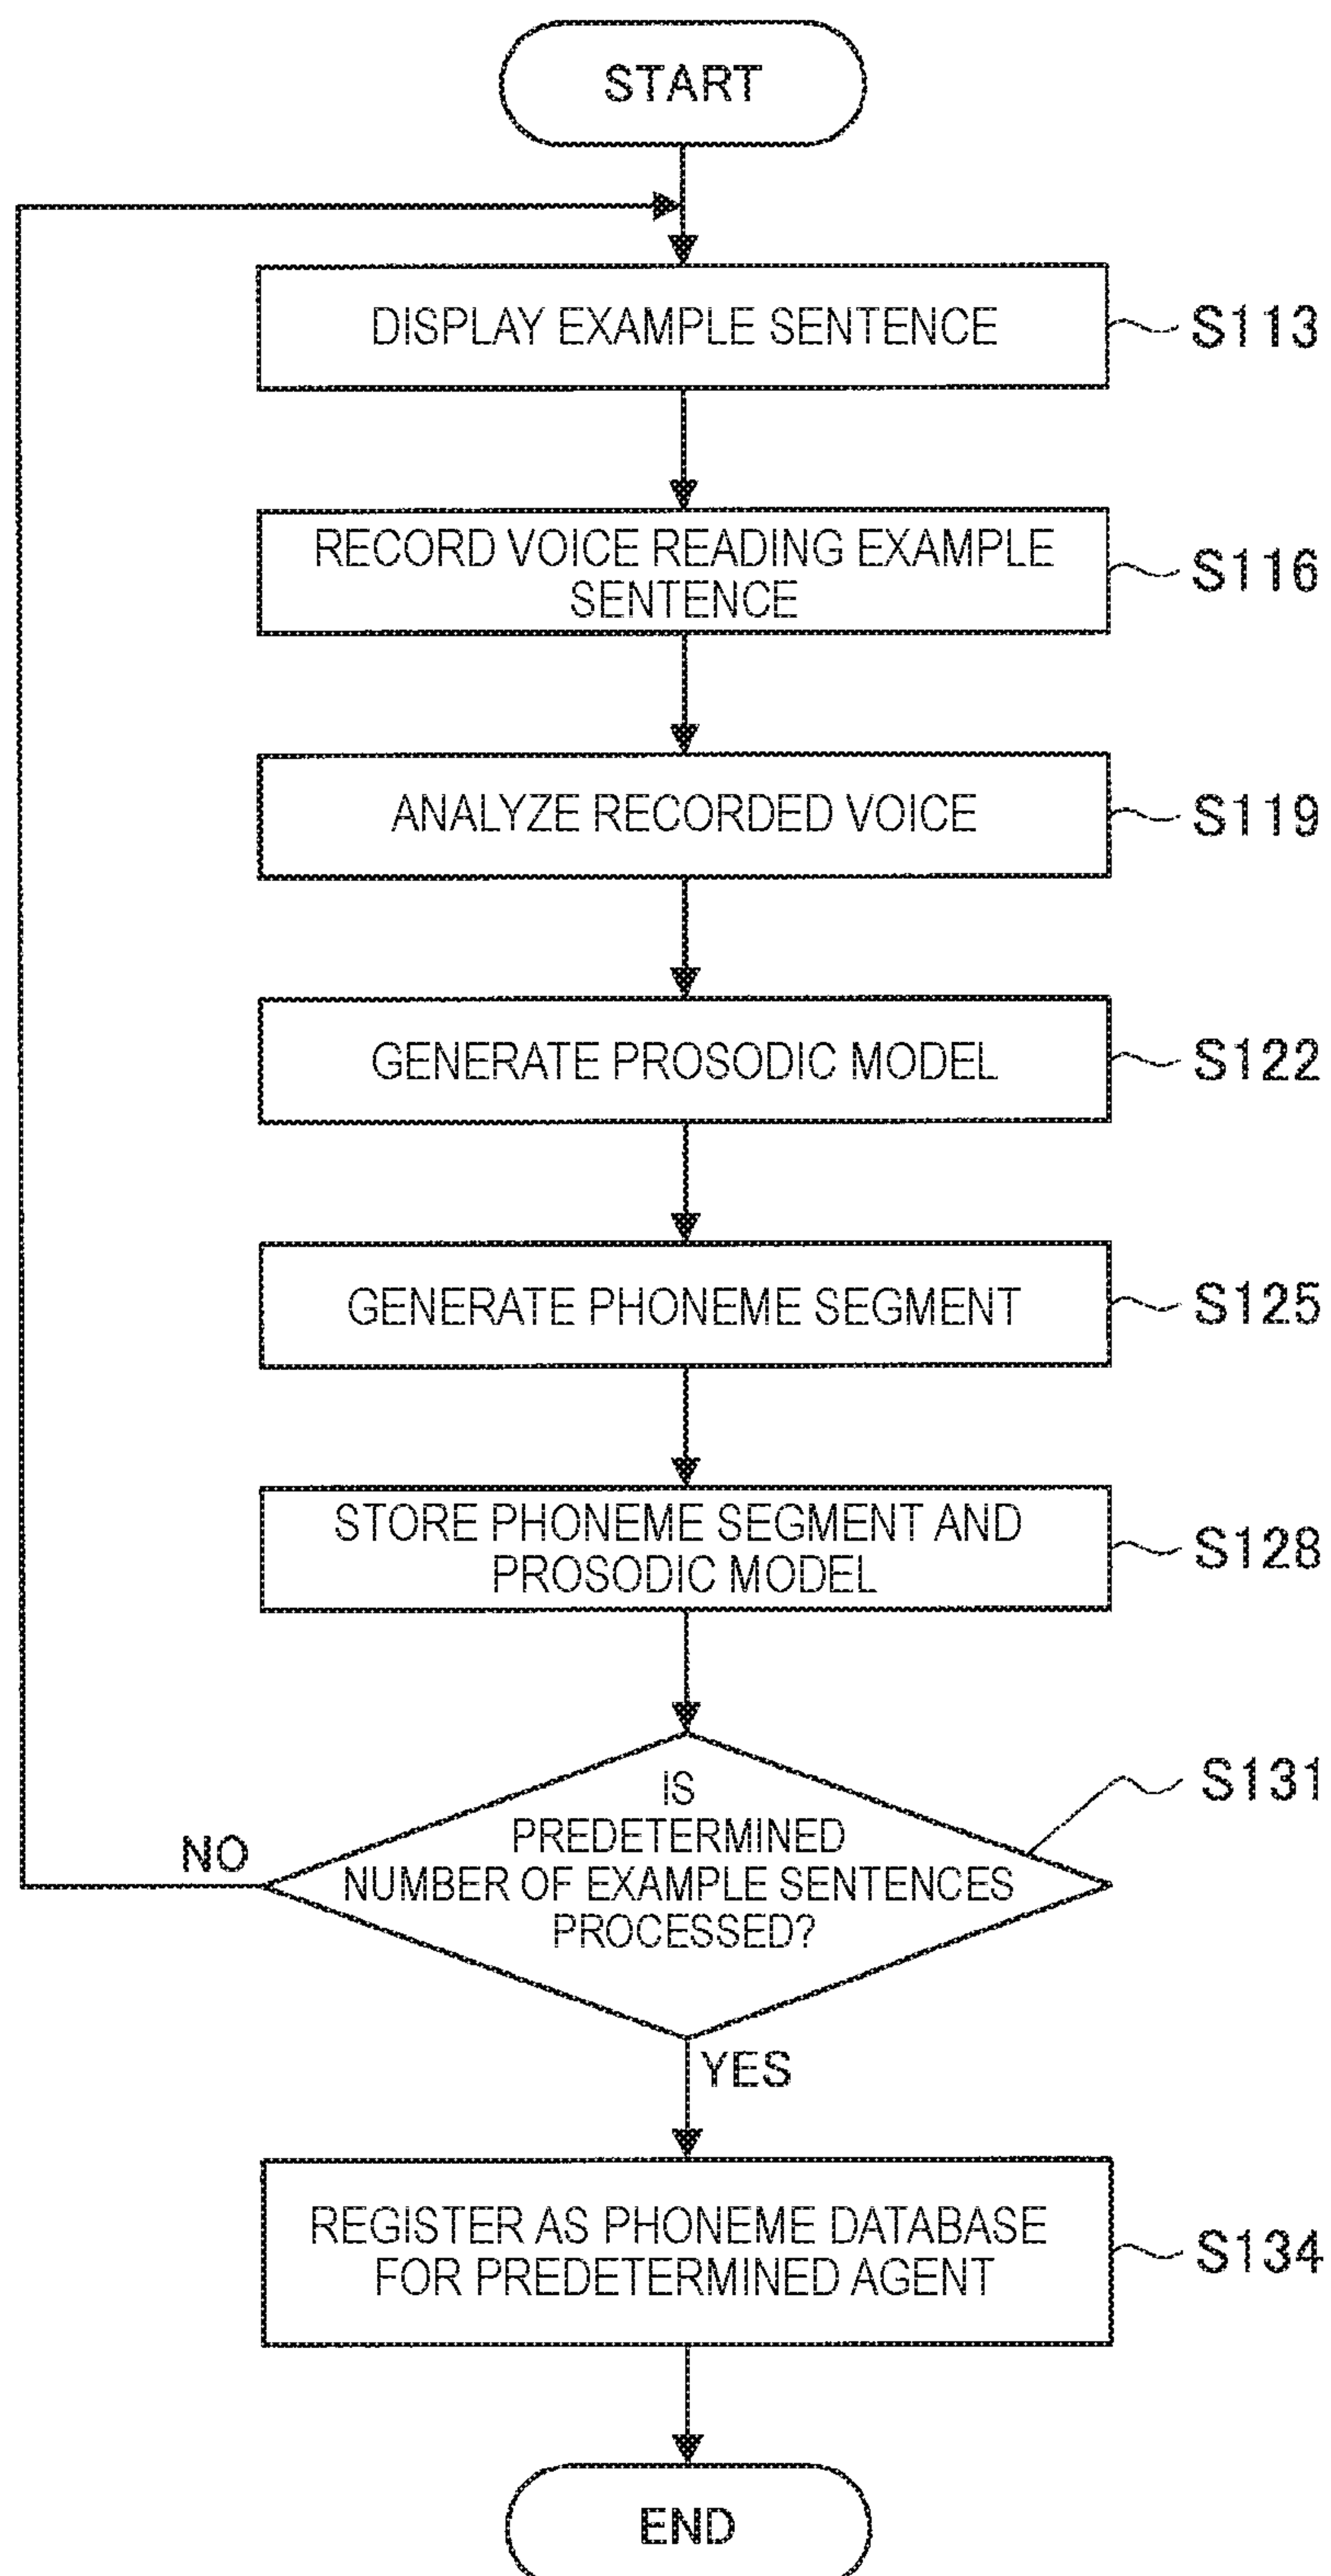 START
DISPLAY EXAMPLE SENTENCE
S113
RECORD VOICE READING EXAMPLE
SENTENCE
S116
ANALYZE RECORDED VOICE
S119
GENERATE PROSODIC MODEL
S122
GENERATE PHONEME SEGMENT
S125
STORE PHONEME SEGMENT AND
PROSODIC MODEL
S128
IS
PREDETERMINED
NUMBER OF EXAMPLE SENTENCES
PROCESSED?
S131
NO
YES
REGISTER AS PHONEME DATABASE
FOR PREDETERMINED AGENT
S134
END